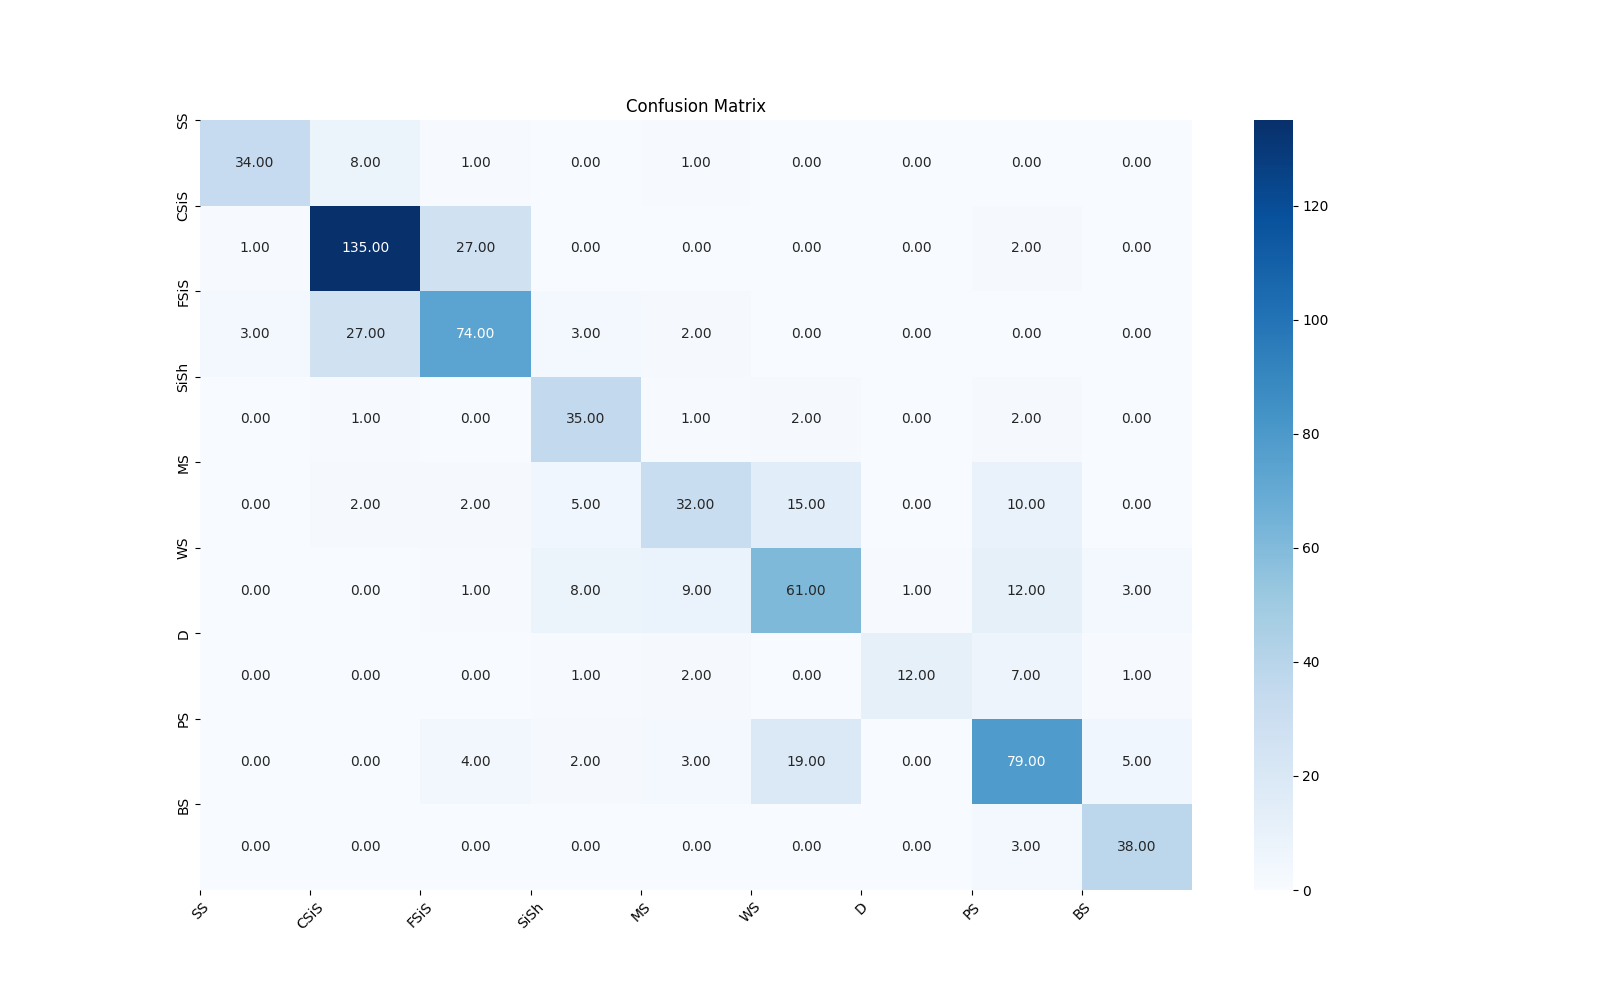 Confusion Matrix
SS
34.00 8.00 1.00 0.00 1.00 0.00 0.00 0.00 0.00
CSiS
1.00 135.00 27.00 0.00 0.00 0.00 0.00 2.00 0.00
FSiS
3.00 27.00 74.00 3.00 2.00 0.00 0.00 0.00 0.00
SiSh
0.00 1.00 0.00 35.00 1.00 2.00 0.00 2.00 0.00
MS
0.00 2.00 2.00 5.00 32.00 15.00 0.00 10.00 0.00
WS
0.00 0.00 1.00 8.00 9.00 61.00 1.00 12.00 3.00
D
0.00 0.00 0.00 1.00 2.00 0.00 12.00 7.00 1.00
PS
0.00 0.00 4.00 2.00 3.00 19.00 0.00 79.00 5.00
BS
0.00 0.00 0.00 0.00 0.00 0.00 0.00 3.00 38.00
SS CSiS FSiS SiSh MS WS D PS BS
120
100
80
60
40
20
0